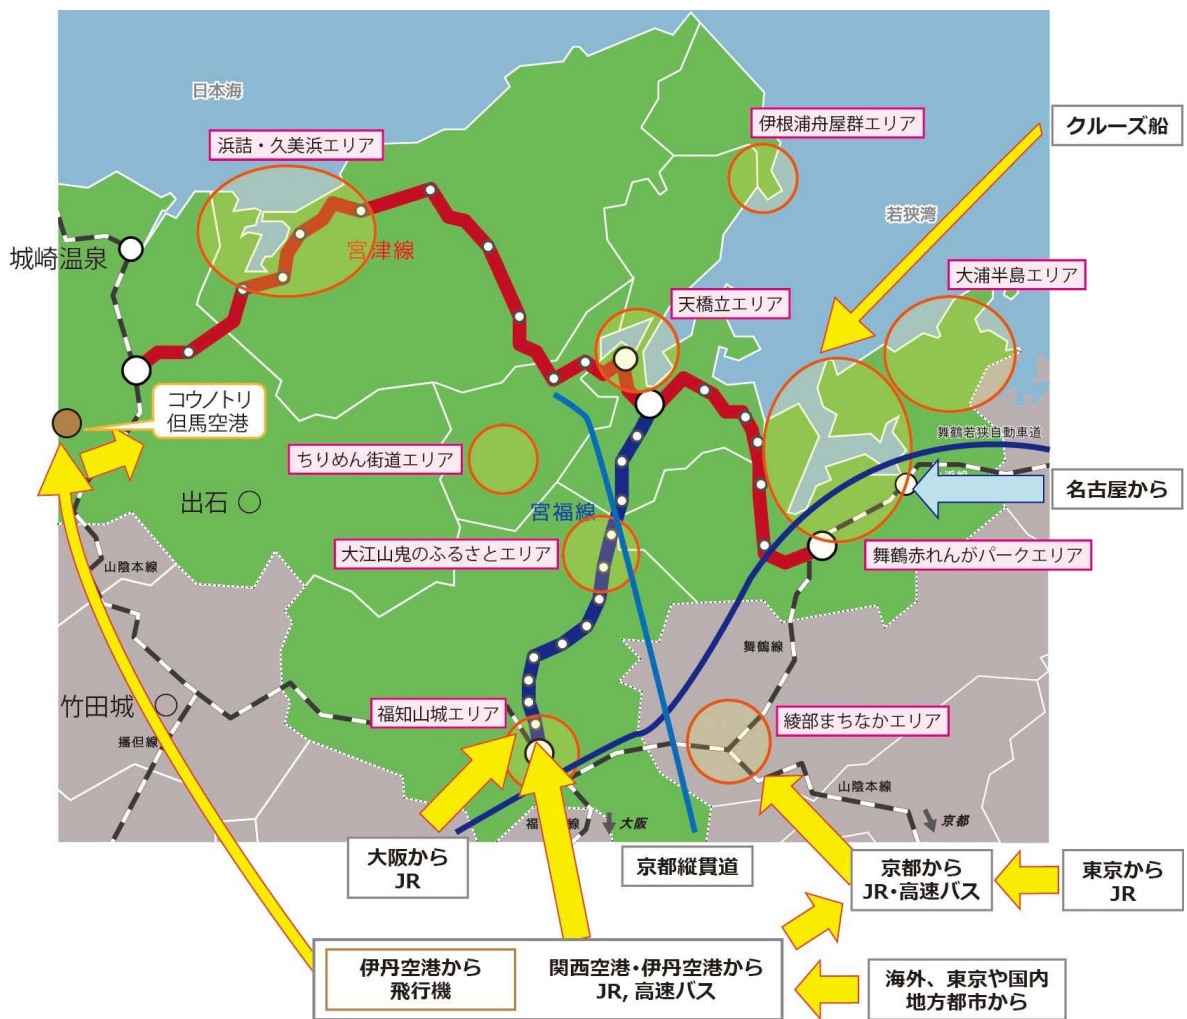 日本海
伊根浦舟屋群エリア
クルーズ船
浜詰・久美浜エリア
若狭湾
城崎温泉
宮津線
大浦半島エリア
天橋立エリア
コウノトリ
但馬空港
舞鶴若狭自動車道
ちりめん街道エリア
名古屋から
出石
宮福線
大江山鬼のふるさとエリア
舞鶴赤れんがパークエリア
山陰本線
舞鶴線
竹田城
福知山城エリア
綾部まちなかエリア
播但線
山陰本線
大阪
京都
大阪から
JR
京都縦貫道
京都から
JR・高速バス
東京から
JR
伊丹空港から
飛行機
関西空港・伊丹空港から
JR, 高速バス
海外、東京や国内
地方都市から